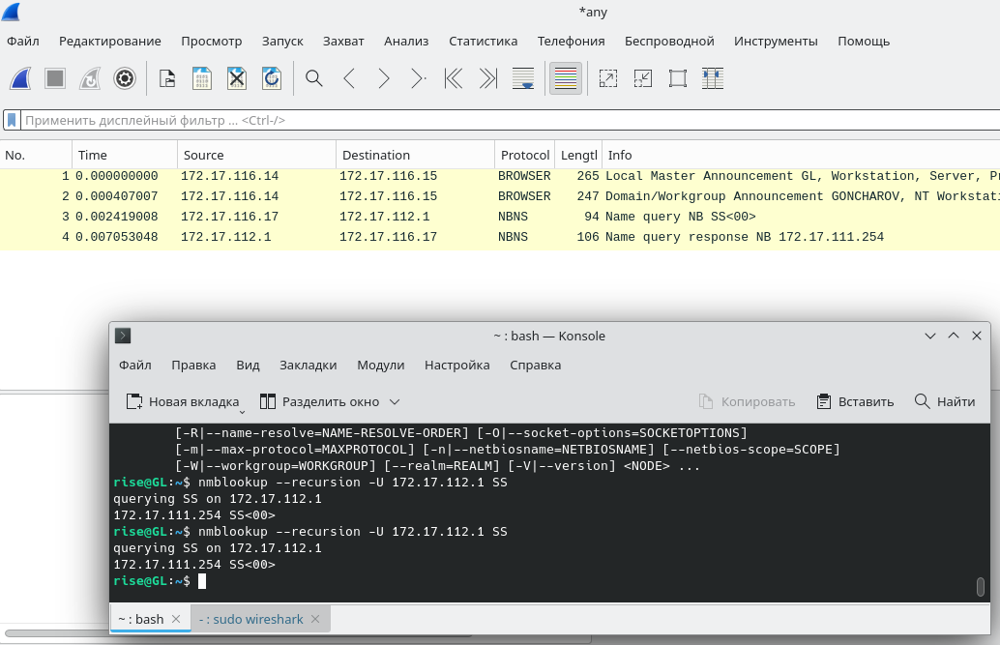 *any
Файл Редактирование Просмотр Запуск Захват Анализ Статистика Телефония Беспроводной Инструменты Помощь
Применить дисплейный фильтр ... <Ctrl-/>
No. Time Source Destination Protocol Lengtl Info
1 0.000000000 172.17.116.14 172.17.116.15 BROWSER 265 Local Master Announcement GL, Workstation, Server, Pr
2 0.000407007 172.17.116.14 172.17.116.15 BROWSER 247 Domain/Workgroup Announcement GONCHAROV, NT Workstati
3 0.002419008 172.17.116.17 172.17.112.1 NBNS 94 Name query NB SS<00>
4 0.007053048 172.17.112.1 172.17.116.17 NBNS 106 Name query response NB 172.17.111.254
~ : bash — Konsole
Файл Правка Вид Закладки Модули Настройка Справка
Новая вкладка Разделить окно Копировать Вставить Найти
[-R|--name-resolve=NAME-RESOLVE-ORDER] [-O|--socket-options=SOCKETOPTIONS]
[-m|--max-protocol=MAXPROTOCOL] [-n|--netbiosname=NETBIOSNAME] [--netbios-scope=SCOPE]
[-W|--workgroup=WORKGROUP] [--realm=REALM] [-V|--version] <NODE> ...
rise@GL:~$ nmblookup --recursion -U 172.17.112.1 SS
querying SS on 172.17.112.1
172.17.111.254 SS<00>
rise@GL:~$ nmblookup --recursion -U 172.17.112.1 SS
querying SS on 172.17.112.1
172.17.111.254 SS<00>
rise@GL:~$
~ : bash - : sudo wireshark